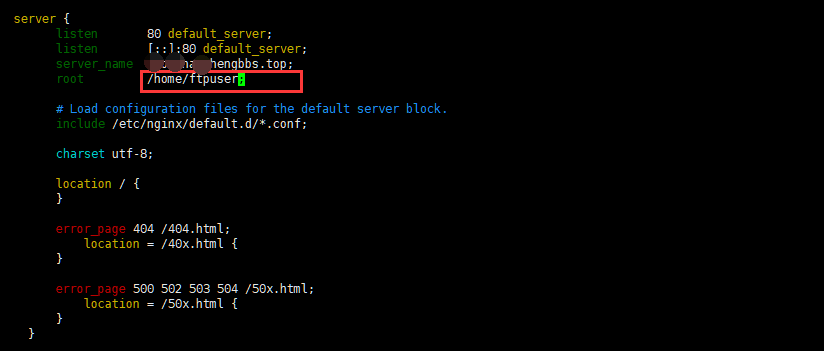 server {
listen 80 default_server;
listen [::]:80 default_server;
server_name hengbbs.top;
root /home/ftpuser;
# Load configuration files for the default server block.
include /etc/nginx/default.d/*.conf;
charset utf-8;
location / {
}
error_page 404 /404.html;
location = /40x.html {
}
error_page 500 502 503 504 /50x.html;
location = /50x.html {
}
}